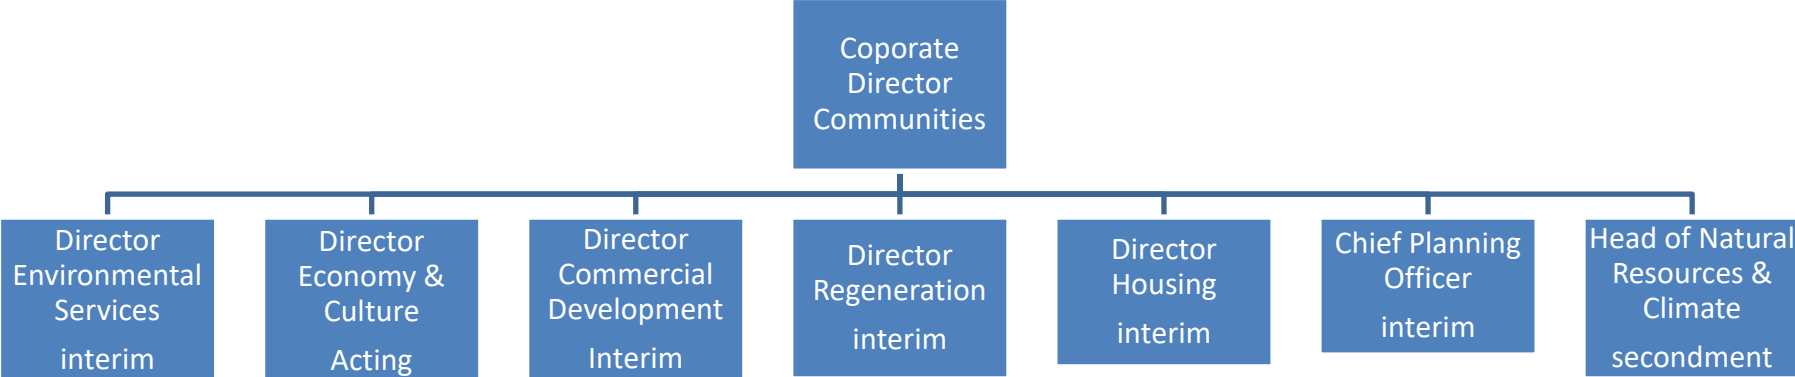 Coporate
Director
Communities
Director
Environmental
Services
interim
Director
Economy &
Culture
Acting
Director
Commercial
Development
Interim
Director
Regeneration
interim
Director
Housing
interim
Chief Planning
Officer
interim
Head of Natural
Resources &
Climate
secondment